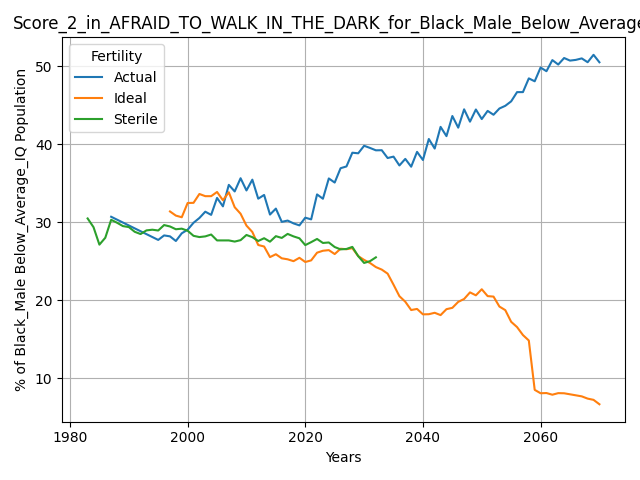 Score_2_in_AFRAID_TO_WALK_IN_THE_DARK_for_Black_Male_Below_Average
Fertility
Actual
Ideal
Sterile
% of Black_Male Below_Average_IQ Population
50
40
30
20
10
1980 2000 2020 2040 2060
Years